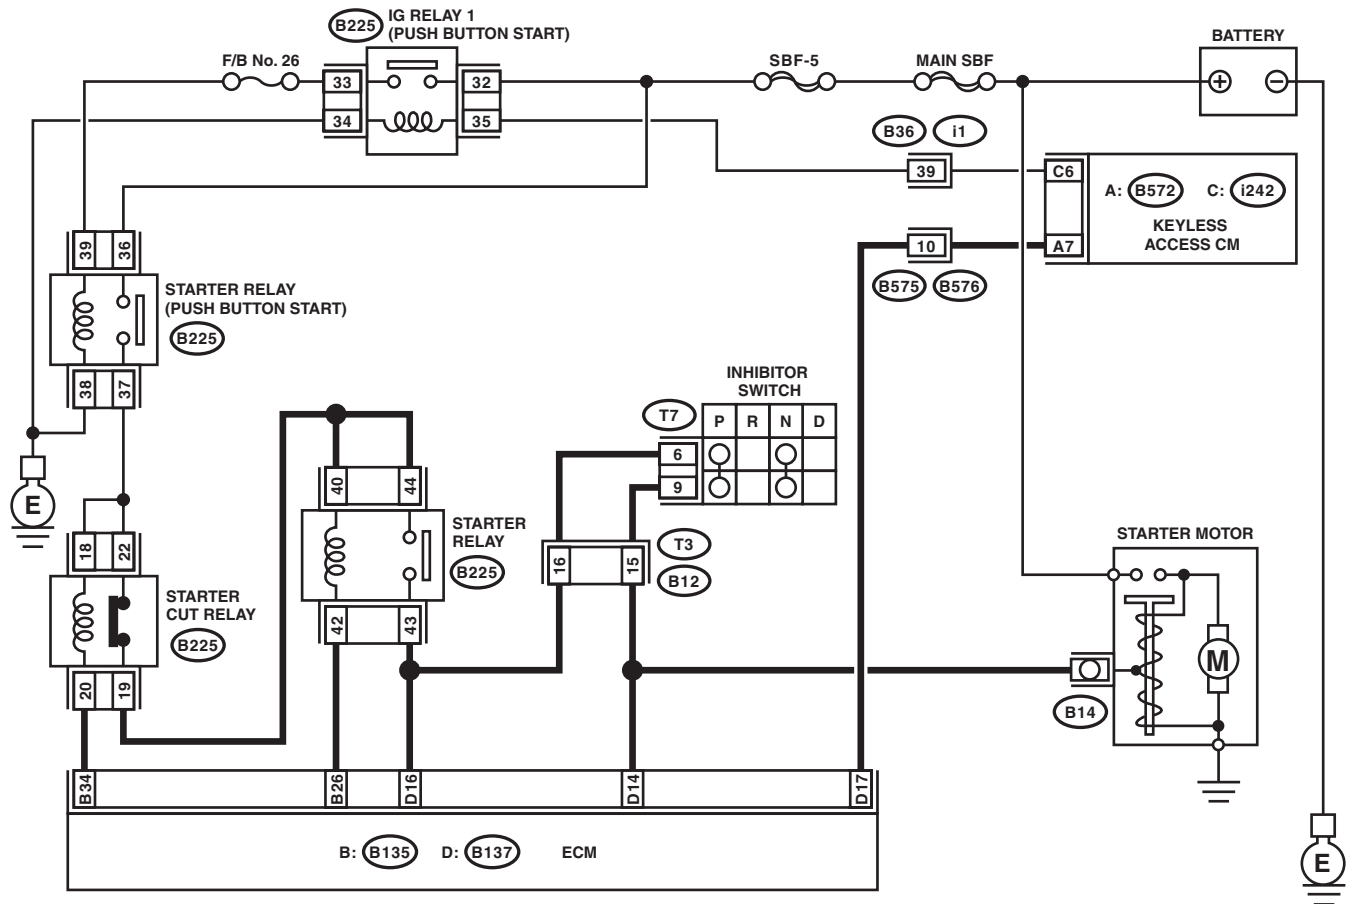 B225
IG RELAY 1
(PUSH BUTTON START)
F/B No. 26
33
32
34
35
SBF-5
MAIN SBF
BATTERY
+
−
B36
i1
39
C6
A: B572 C: i242
KEYLESS
ACCESS CM
10
A7
B575
B576
39
36
STARTER RELAY
(PUSH BUTTON START)
B225
38
37
E
INHIBITOR
SWITCH
T7
P R N D
6
9
40
44
STARTER
RELAY
B225
42
43
T3
B12
16
15
18
22
STARTER
CUT RELAY
B225
20
19
STARTER MOTOR
M
B14
B34
B26
D16
D14
D17
B: B135 D: B137 ECM
E